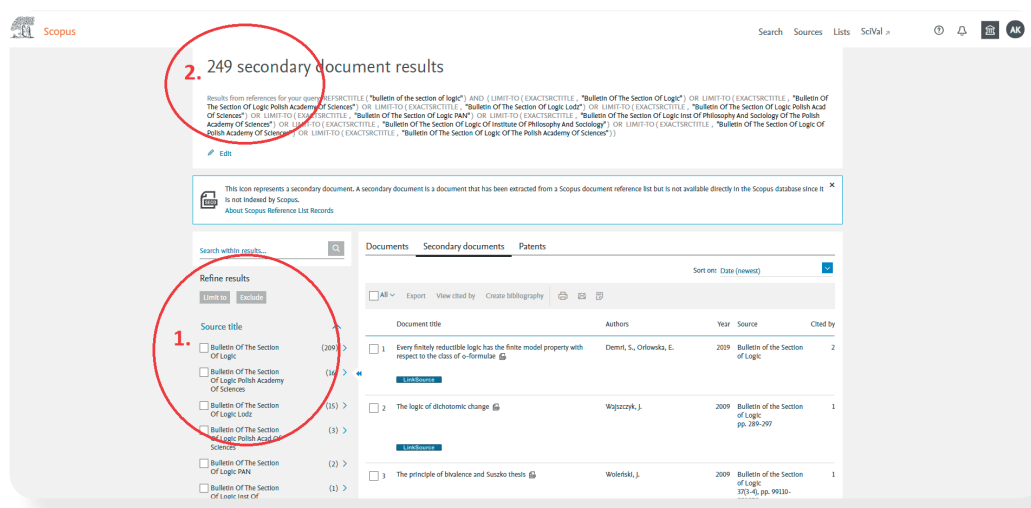 Scopus
Search Sources Lists SciVal
AK
2.
249 secondary document results
Results from references for your query REFSRCTITLE ( "bulletin of the section of logic" ) AND ( LIMIT-TO ( EXACTSRCTITLE , "Bulletin Of The Section Of Logic" ) OR LIMIT-TO ( EXACTSRCTITLE , "Bulletin Of
The Section Of Logic Polish Academy Of Sciences" ) OR LIMIT-TO ( EXACTSRCTITLE , "Bulletin Of The Section Of Logic Lodz" ) OR LIMIT-TO ( EXACTSRCTITLE , "Bulletin Of The Section Of Logic Polish Acad
Of Sciences" ) OR LIMIT-TO ( EXACTSRCTITLE , "Bulletin Of The Section Of Logic PAN" ) OR LIMIT-TO ( EXACTSRCTITLE , "Bulletin Of The Section Of Logic Inst Of Philosophy And Sociology Of The Polish
Academy Of Sciences" ) OR LIMIT-TO ( EXACTSRCTITLE , "Bulletin Of The Section Of Logic Of Institute Of Philosophy And Sociology" ) OR LIMIT-TO ( EXACTSRCTITLE , "Bulletin Of The Section Of Logic Of
Polish Academy Of Sciences" ) OR LIMIT-TO ( EXACTSRCTITLE , "Bulletin Of The Section Of Logic Of The Polish Academy Of Sciences" ) )
Edit
This icon represents a secondary document. A secondary document is a document that has been extracted from a Scopus document reference list but is not available directly in the Scopus database since it
is not indexed by Scopus.
About Scopus Reference List Records
Search within results...
Refine results
Limit to Exclude
1.
Source title
Bulletin Of The Section (209)
Of Logic
Bulletin Of The Section (16)
Of Logic Polish Academy
Of Sciences
Bulletin Of The Section (15)
Of Logic Lodz
Bulletin Of The Section (3)
Of Logic Polish Acad Of
Sciences
Bulletin Of The Section (2)
Of Logic PAN
Bulletin Of The Section (1)
Of Logic Inst Of
Documents Secondary documents Patents
Sort on: Date (newest)
All Export View cited by Create bibliography
Document title Authors Year Source Cited by
1 Every finitely reductible logic has the finite model property with Demri, S., Orlowska, E. 2019 Bulletin of the Section 2
respect to the class of o-formulae of Logic
LinkSource
2 The logic of dichotomic change Wajszczyk, J. 2009 Bulletin of the Section 1
of Logic
pp. 289-297
LinkSource
3 The principle of bivalence and Suszko thesis Woleński, J. 2009 Bulletin of the Section 1
of Logic
37(3-4), pp. 99110-